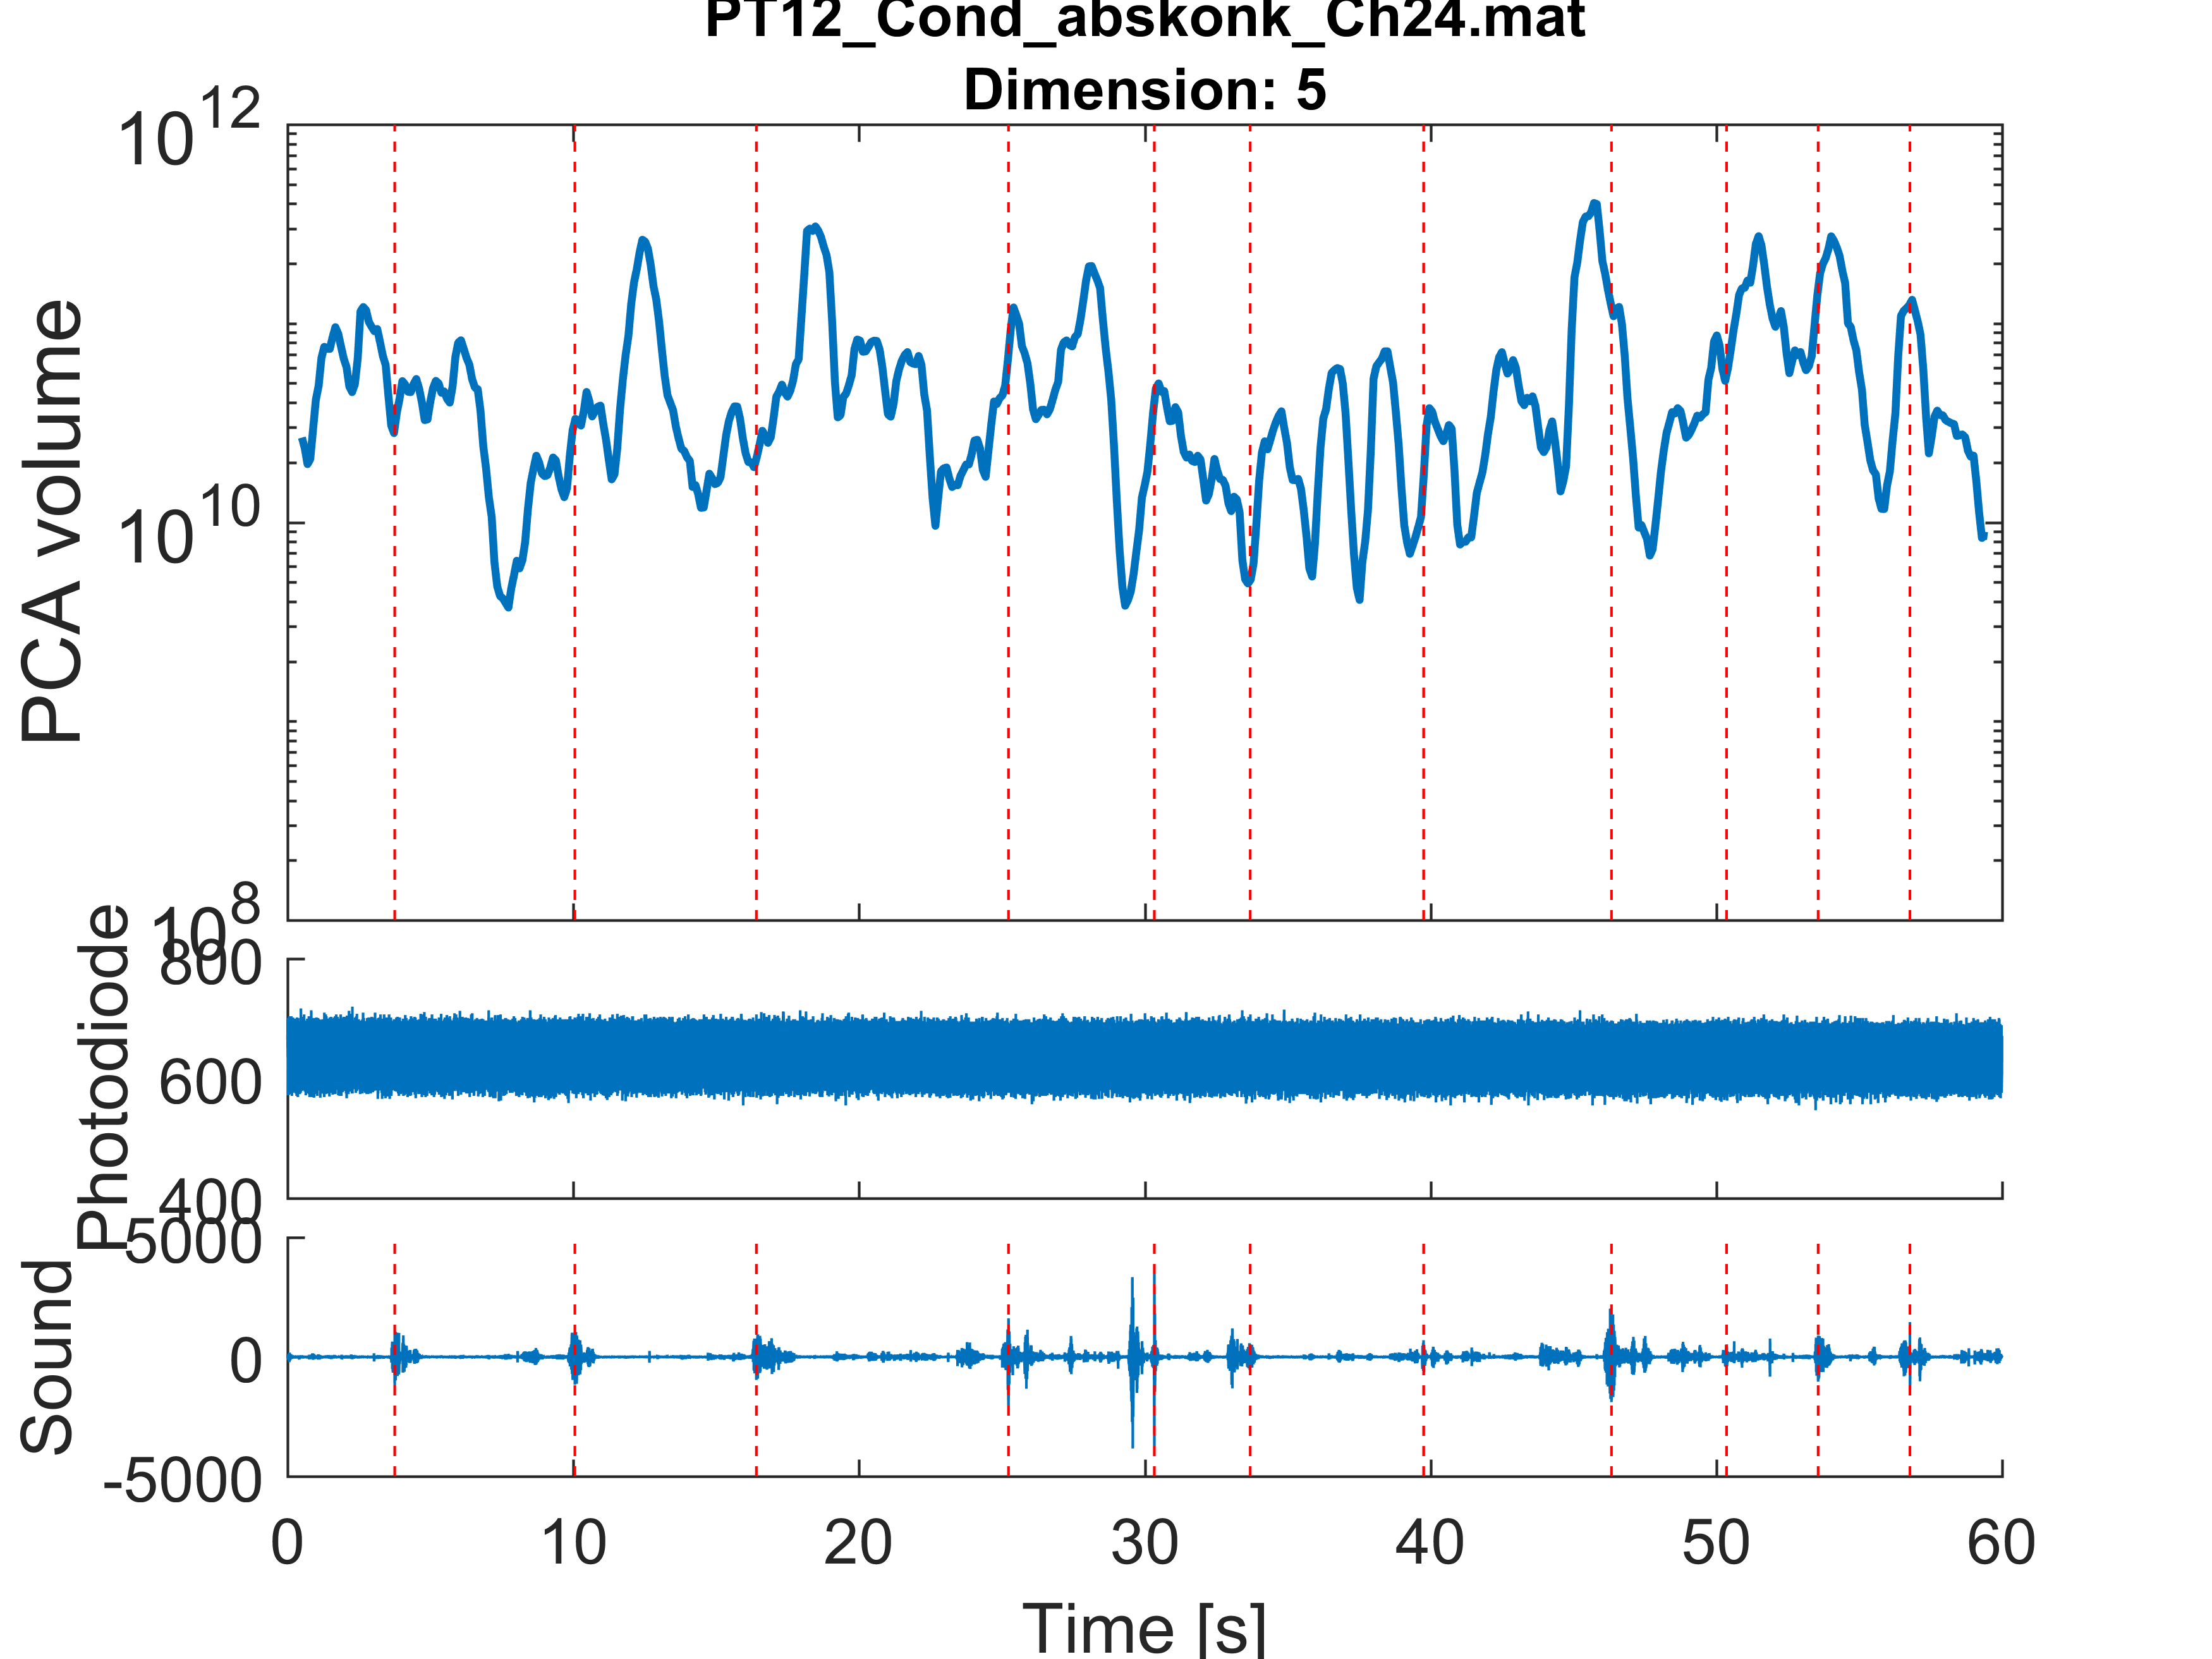 PT12_Cond_abskonk_Ch24.mat
Dimension: 5
PCA volume
10^12
10^10
10^8
Photodiode
800
600
400
Sound
5000
0
-5000
0 10 20 30 40 50 60
Time [s]